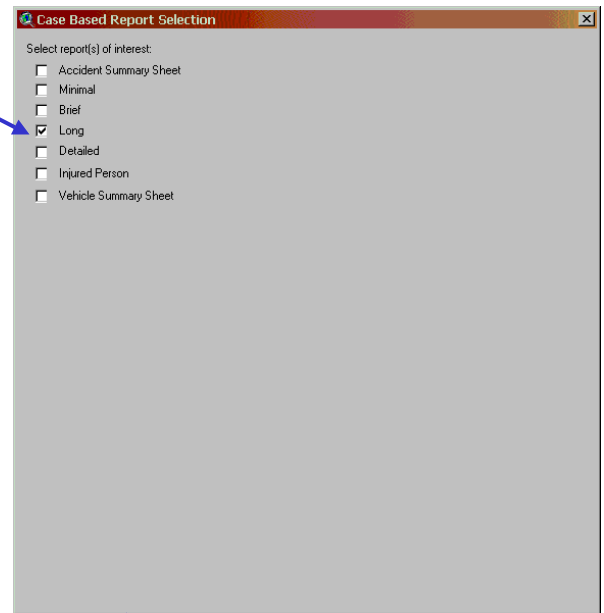 Case Based Report Selection
Select report(s) of interest:
Accident Summary Sheet
Minimal
Brief
Long
Detailed
Injured Person
Vehicle Summary Sheet